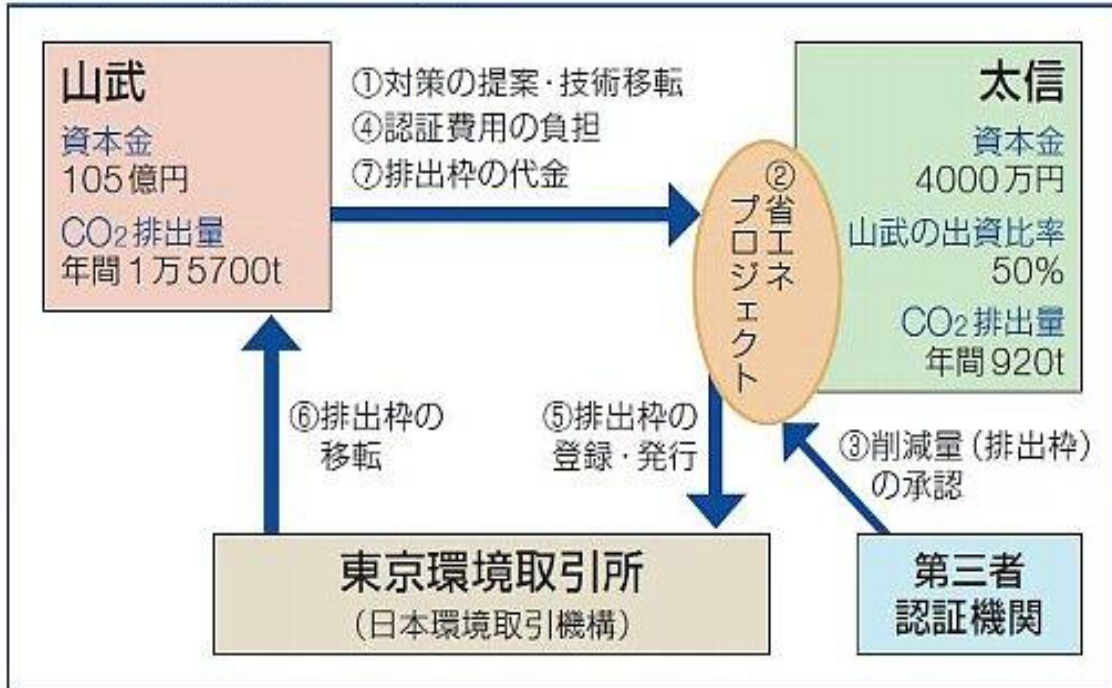 山武
資本金
105億円
CO2排出量
年間1万5700t
①対策の提案・技術移転
④認証費用の負担
⑦排出枠の代金
②省エネ
プロジェクト
太信
資本金
4000万円
山武の出資比率
50%
CO2排出量
年間920t
⑥排出枠の
移転
⑤排出枠の
登録・発行
③削減量(排出枠)
の承認
東京環境取引所
(日本環境取引機構)
第三者
認証機関